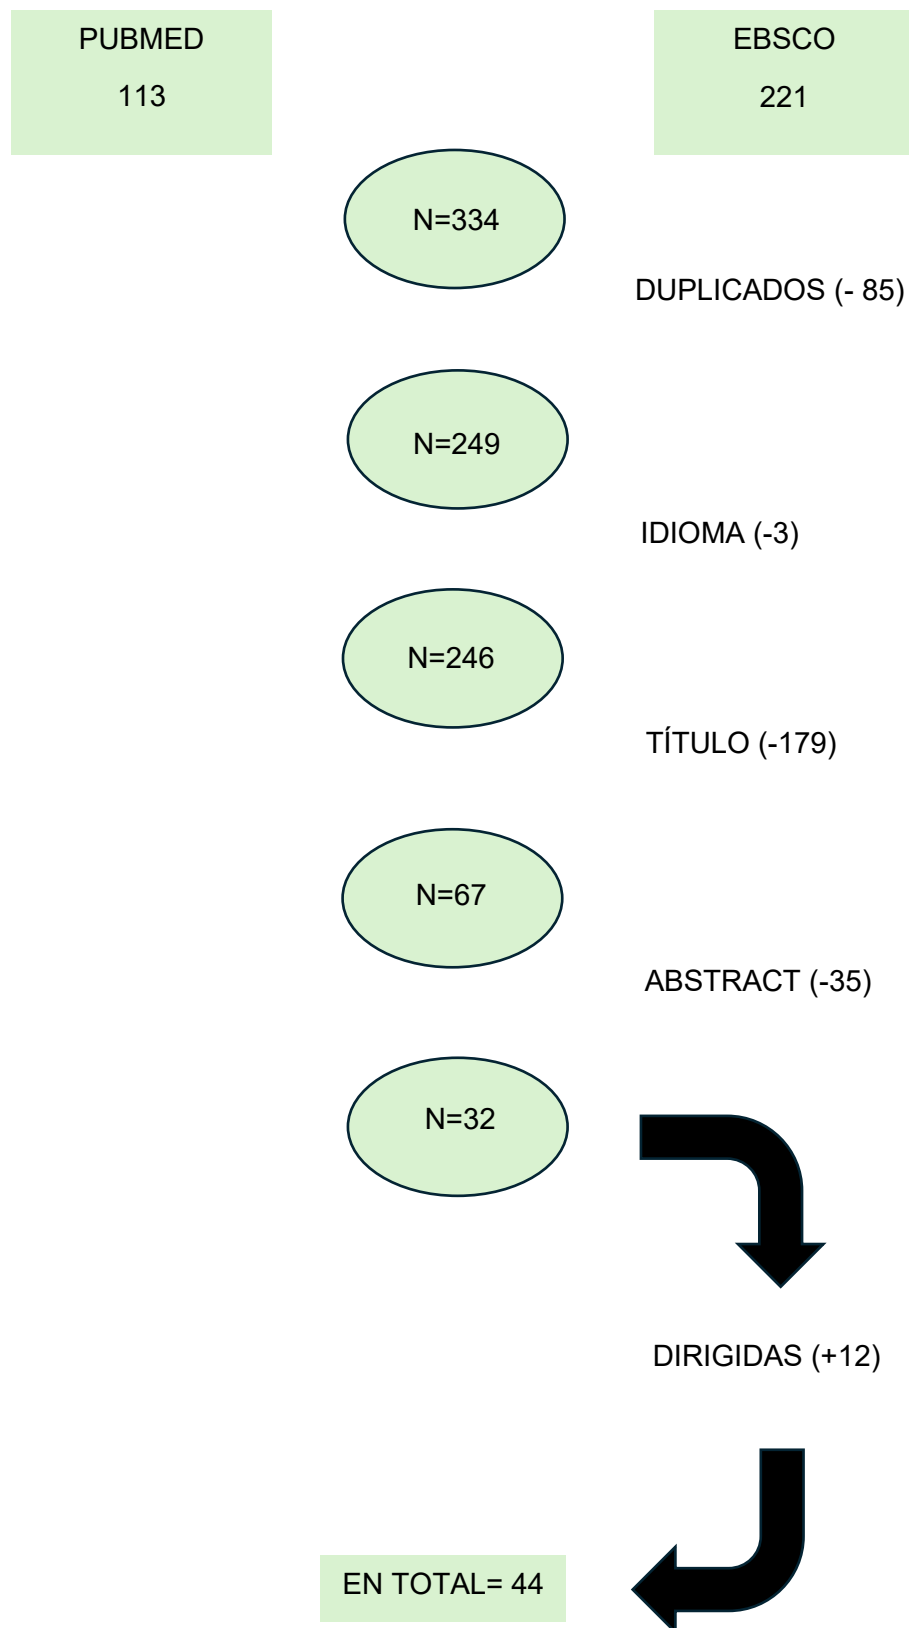 PUBMED
113
EBSCO
221
N=334
DUPLICADOS (- 85)
N=249
IDIOMA (-3)
N=246
TÍTULO (-179)
N=67
ABSTRACT (-35)
N=32
DIRIGIDAS (+12)
EN TOTAL= 44